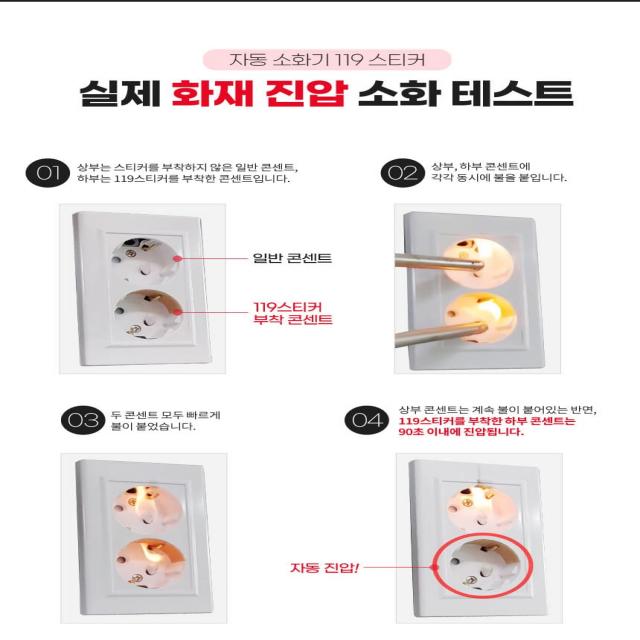 자동 소화기 119 스티커
실제 화재 진압 소화 테스트
01
상부는 스티커를 부착하지 않은 일반 콘센트,
하부는 119스티커를 부착한 콘센트입니다.
일반 콘센트
119스티커
부착 콘센트
02
상부, 하부 콘센트에
각각 동시에 불을 붙입니다.
03
두 콘센트 모두 빠르게
불이 붙었습니다.
04
상부 콘센트는 계속 불이 붙어있는 반면,
119스티커를 부착한 하부 콘센트는
90초 이내에 진압됩니다.
자동 진압!